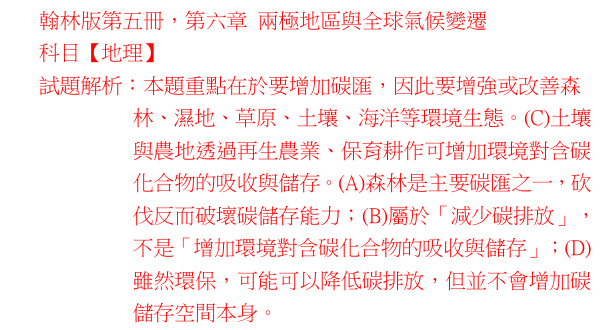 翰林版第五冊，第六章 兩極地區與全球氣候變遷
科目【地理】
試題解析：本題重點在於要增加碳匯，因此要增強或改善森
林、濕地、草原、土壤、海洋等環境生態。(C)土壤
與農地透過再生農業、保育耕作可增加環境對含碳
化合物的吸收與儲存。(A)森林是主要碳匯之一，砍
伐反而破壞碳儲存能力；(B)屬於「減少碳排放」，
不是「增加環境對含碳化合物的吸收與儲存」；(D)
雖然環保，可能可以降低碳排放，但並不會增加碳
儲存空間本身。